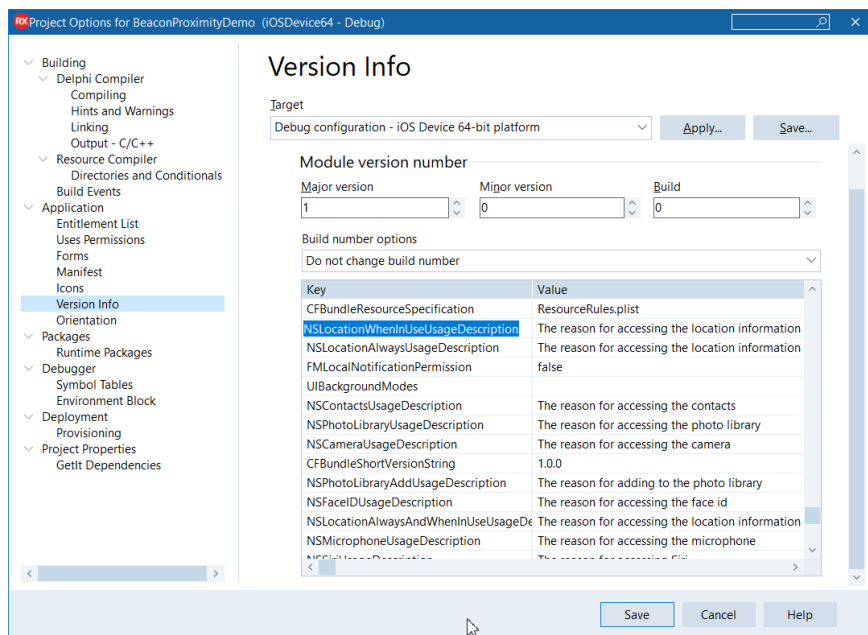 RX Project Options for BeaconProximityDemo (iOSDevice64 - Debug)
Building
Delphi Compiler
Compiling
Hints and Warnings
Linking
Output - C/C++
Resource Compiler
Directories and Conditionals
Build Events
Application
Entitlement List
Uses Permissions
Forms
Manifest
Icons
Version Info
Orientation
Packages
Runtime Packages
Debugger
Symbol Tables
Environment Block
Deployment
Provisioning
Project Properties
GetIt Dependencies
Version Info
Target
Debug configuration - iOS Device 64-bit platform
Apply...
Save...
Module version number
Major version Minor version Build
1 0 0
Build number options
Do not change build number
Key Value
CFBundleResourceSpecification ResourceRules.plist
NSLocationWhenInUseUsageDescription The reason for accessing the location information
NSLocationAlwaysUsageDescription The reason for accessing the location information
FMLocalNotificationPermission false
UIBackgroundModes
NSContactsUsageDescription The reason for accessing the contacts
NSPhotoLibraryUsageDescription The reason for accessing the photo library
NSCameraUsageDescription The reason for accessing the camera
CFBundleShortVersionString 1.0.0
NSPhotoLibraryAddUsageDescription The reason for adding to the photo library
NSFaceIDUsageDescription The reason for accessing the face id
NSLocationAlwaysAndWhenInUseUsageDe The reason for accessing the location information
NSMicrophoneUsageDescription The reason for accessing the microphone
NSSiriUsageDescription The reason for accessing Siri
Save Cancel Help